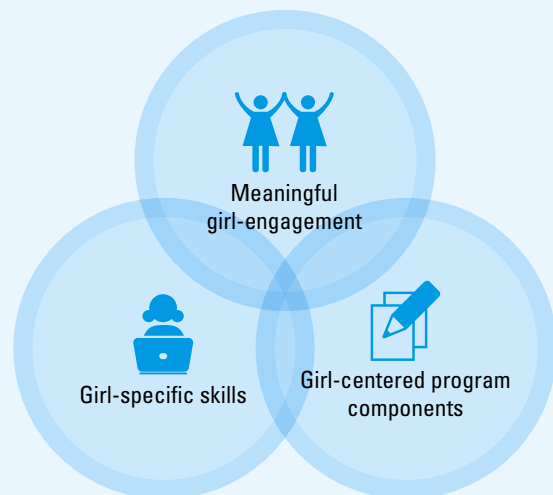 Meaningful
girl-engagement
Girl-specific skills
Girl-centered program
components